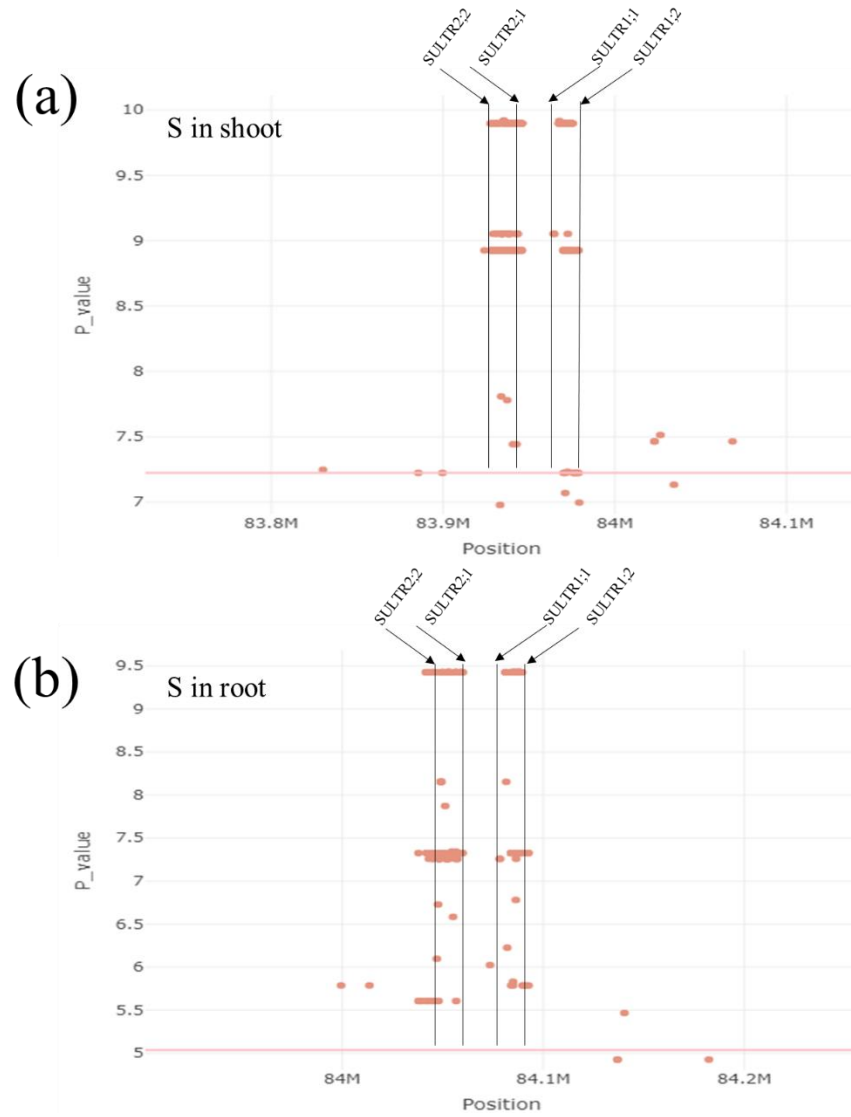 SULTR2;2
SULTR2;1
SULTR1;1
SULTR1;2
(a)
S in shoot
10
9.5
9
8.5
8
7.5
7
P_value
83.8M
83.9M
84M
84.1M
Position
SULTR2;2
SULTR2;1
SULTR1;1
SULTR1;2
(b)
S in root
9.5
9
8.5
8
7.5
7
6.5
6
5.5
5
P_value
84M
84.1M
84.2M
Position